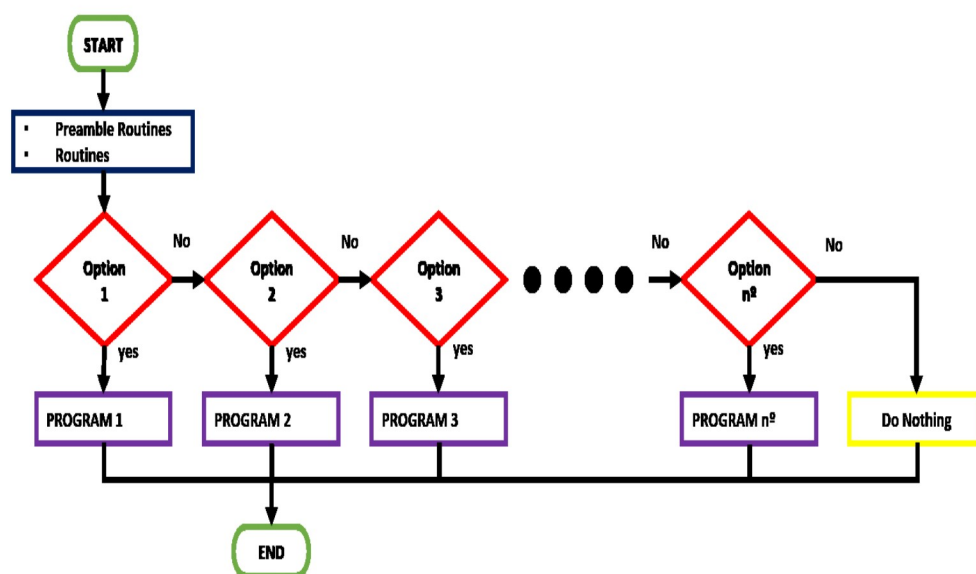 START
▪ Preamble Routines
▪ Routines
No
No
No
No
Option
1
Option
2
Option
3
Option
nº
yes
yes
yes
yes
PROGRAM 1
PROGRAM 2
PROGRAM 3
PROGRAM nº
Do Nothing
END